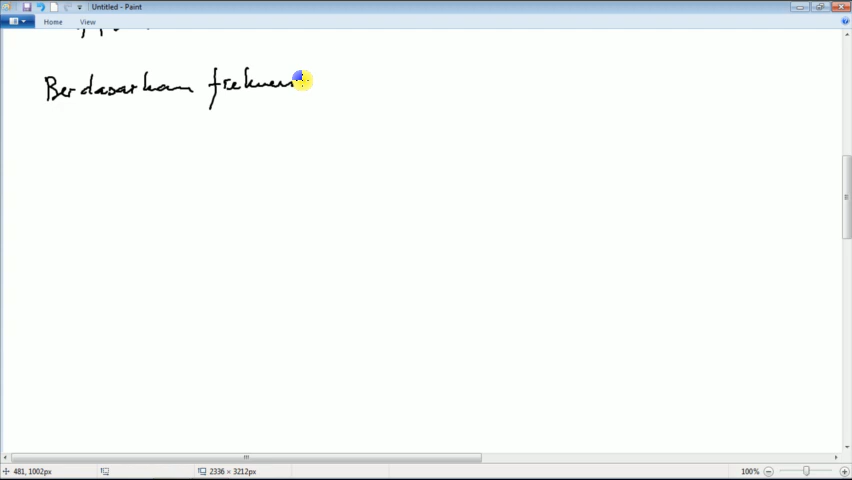 Untitled - Paint
Home View
Berdasarkan frekuen
481, 1002px
2336 × 3212px
100%